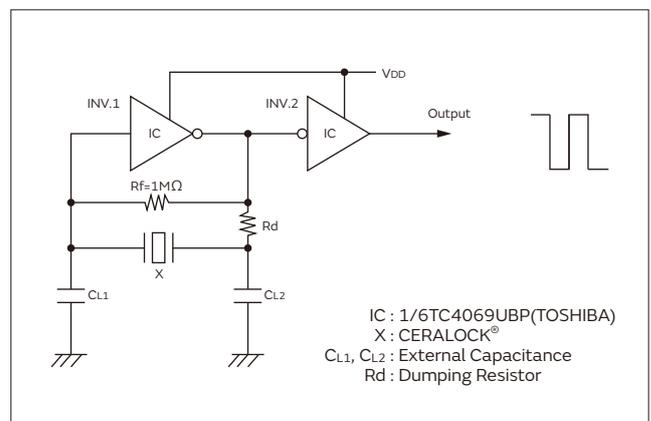 VDD
INV.1
INV.2
IC
IC
Output
Rf=1MΩ
Rd
X
CL1
CL2
IC : 1/6TC4069UBP(TOSHIBA)
X : CERALOCK®
CL1, CL2 : External Capacitance
Rd : Dumping Resistor